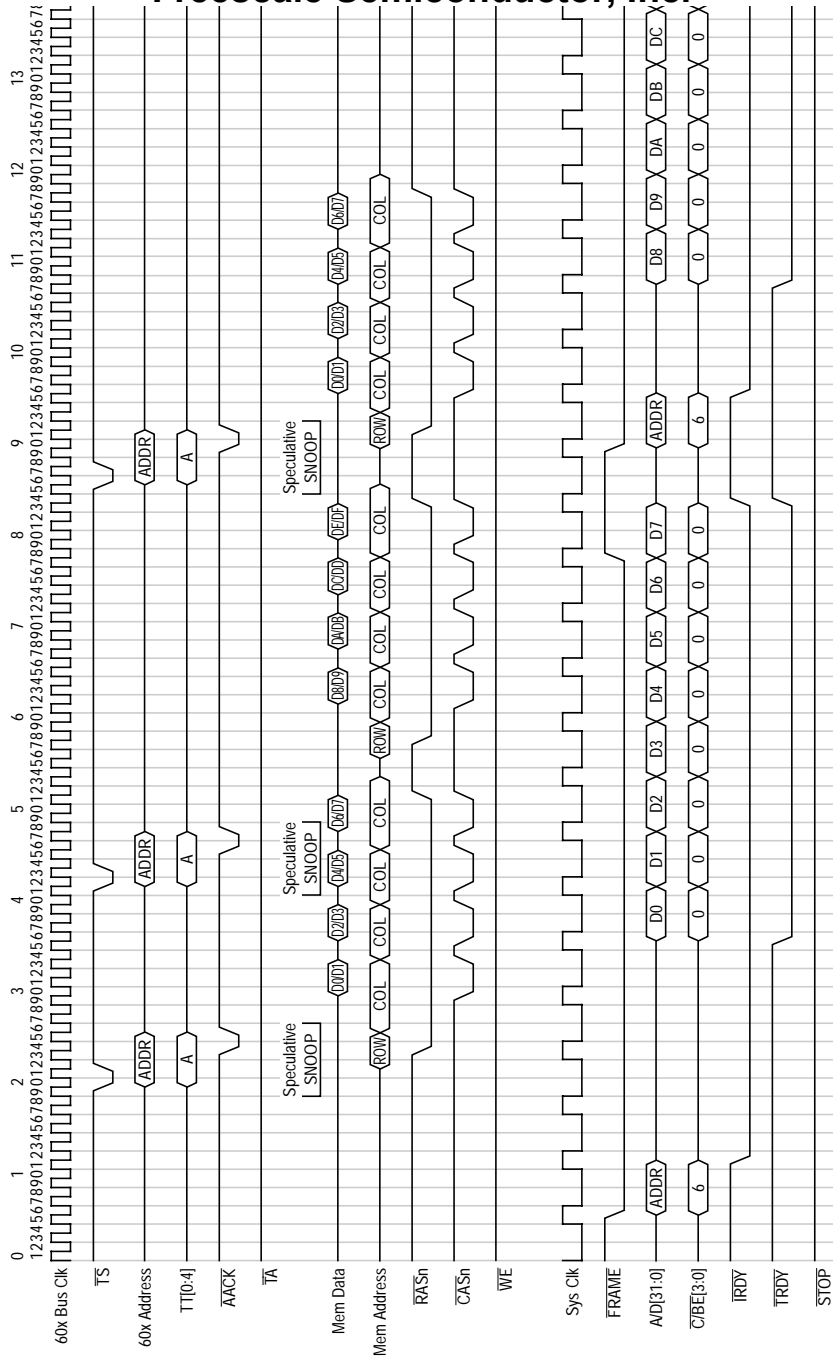 Freescale Semiconductor, Inc.
0 1 2 3 4 5 6 7 8 9 10 11 12 13
123456789012345678901234567890123456789012345678901234567890123456789012345678901234567890123456789012345678901234567890123456789012345678
60x Bus Clk
TS
60x Address ADDR ADDR ADDR
TT[0:4] A A A
AACK
TA
Speculative Speculative Speculative
SNOOP SNOOP SNOOP
Mem Data D0/D1 D2/D3 D4/D5 D6/D7 D8/D9 DA/DB DC/DD DE/DF D0/D1 D2/D3 D4/D5 D6/D7
Mem Address ROW COL COL COL COL ROW COL COL COL COL ROW COL COL COL COL
RASn
CASn
WE
Sys Clk
FRAME
A/D[31:0] ADDR D0 D1 D2 D3 D4 D5 D6 D7 ADDR D8 D9 DA DB DC
C/BE[3:0] 6 0 0 0 0 0 0 0 0 6 0 0 0 0 0
IRDY
TRDY
STOP